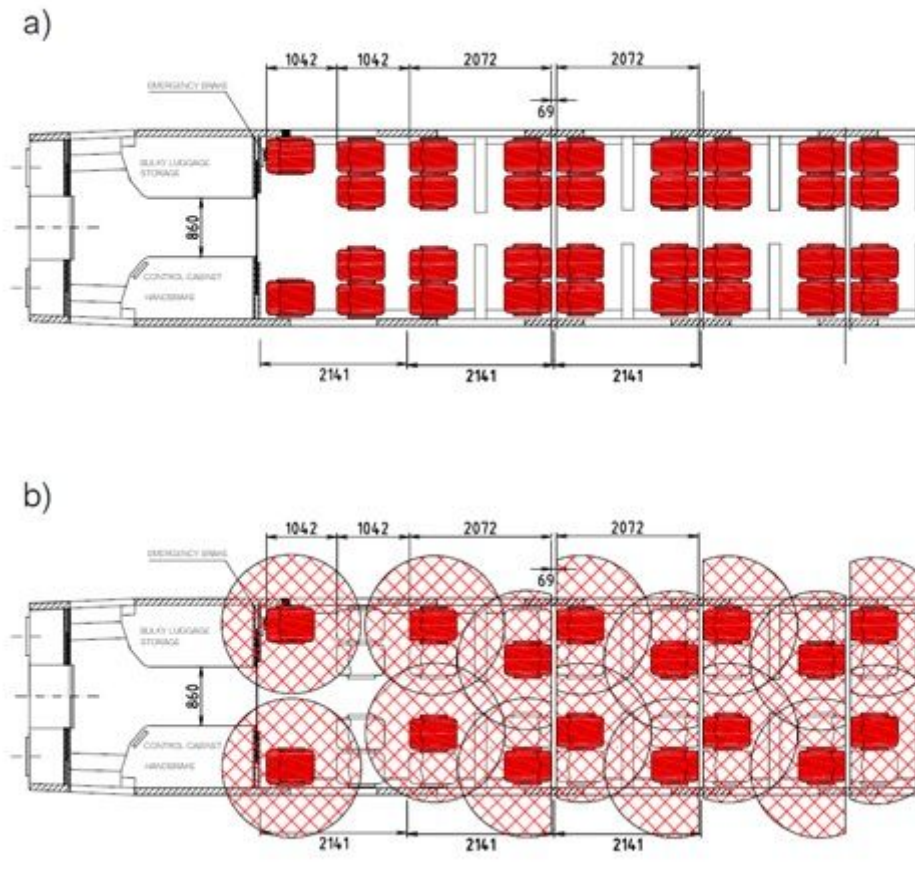 a)
1042 1042 2072 2072
EMERGENCY BRAKE
69
BULKY LUGGAGE
STORAGE
860
CONTROL CABINET
HANDBRAKE
2141 2141 2141
b)
1042 1042 2072 2072
EMERGENCY BRAKE
69
BULKY LUGGAGE
STORAGE
860
CONTROL CABINET
HANDBRAKE
2141 2141 2141